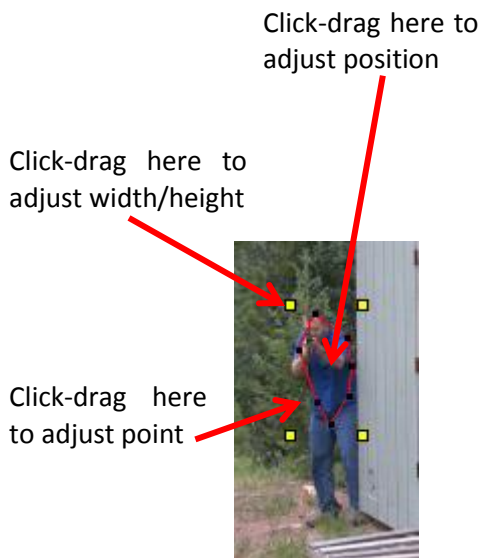 Click-drag here to
adjust position
Click-drag here to
adjust width/height
Click-drag here
to adjust point